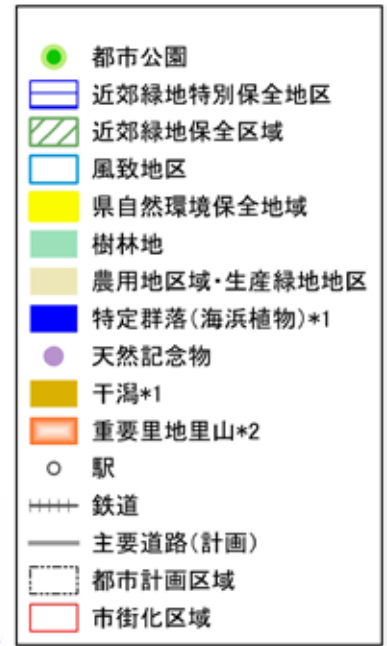 都市公園
近郊緑地特別保全地区
近郊緑地保全区域
風致地区
県自然環境保全地域
樹林地
農用地区域・生産緑地地区
特定群落(海浜植物)*1
天然記念物
干潟*1
重要里地里山*2
駅
鉄道
主要道路(計画)
都市計画区域
市街化区域